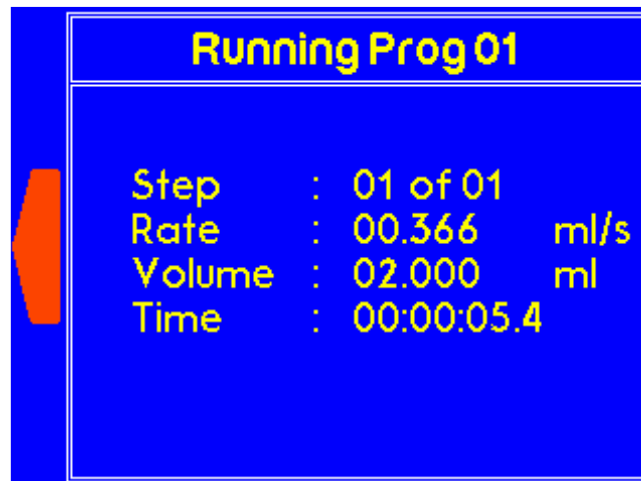 Running Prog 01
Step : 01 of 01
Rate : 00.366 ml/s
Volume : 02.000 ml
Time : 00:00:05.4